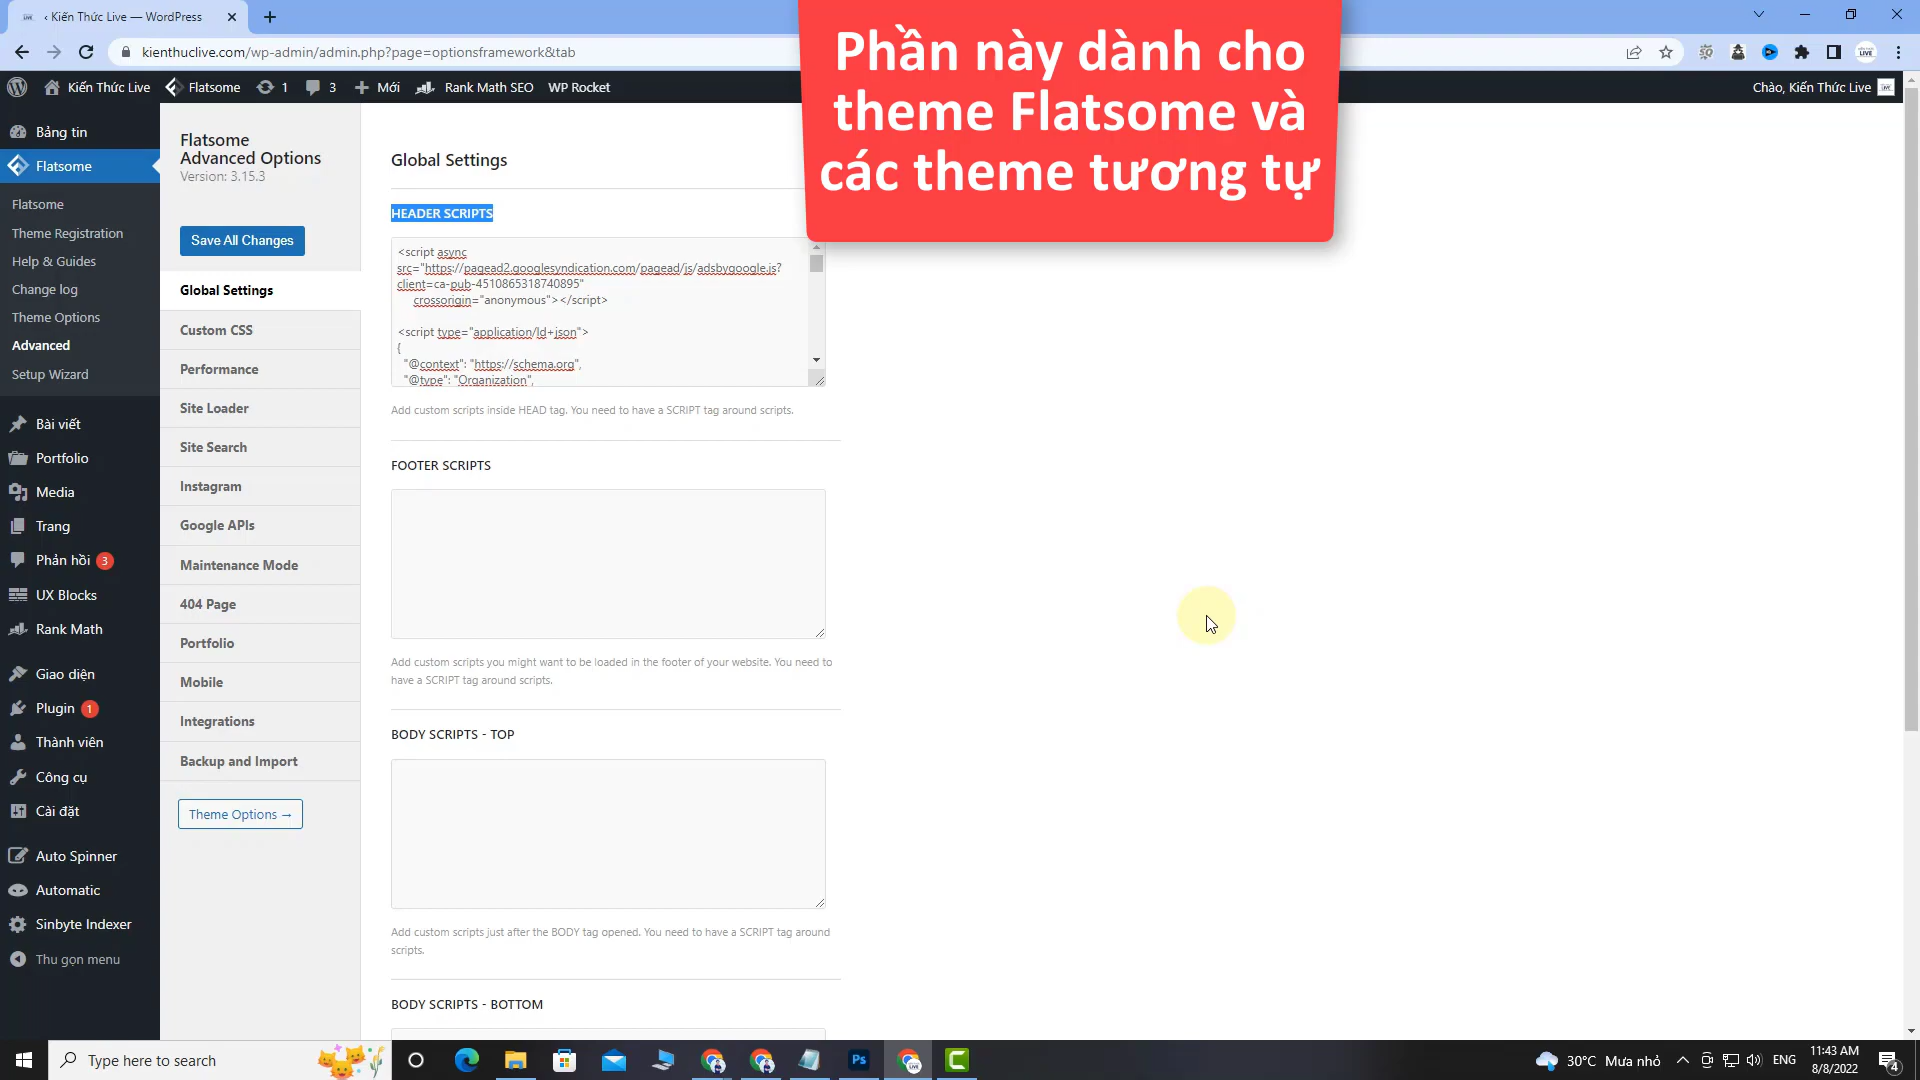 ‹ Kiến Thức Live — WordPress
kienthuclive.com/wp-admin/admin.php?page=optionsframework&tab
Phần này dành cho
theme Flatsome và
các theme tương tự
Kiến Thức Live
Flatsome
1
3
Mới
Rank Math SEO
WP Rocket
Chào, Kiến Thức Live
Bảng tin
Flatsome
Flatsome
Theme Registration
Help & Guides
Change log
Theme Options
Advanced
Setup Wizard
Bài viết
Portfolio
Media
Trang
Phản hồi 3
UX Blocks
Rank Math
Giao diện
Plugin 1
Thành viên
Công cụ
Cài đặt
Auto Spinner
Automatic
Sinbyte Indexer
Thu gọn menu
Flatsome
Advanced Options
Version: 3.15.3
Save All Changes
Global Settings
Custom CSS
Performance
Site Loader
Site Search
Instagram
Google APIs
Maintenance Mode
404 Page
Portfolio
Mobile
Integrations
Backup and Import
Theme Options →
Global Settings
HEADER SCRIPTS
<script async
src="https://pagead2.googlesyndication.com/pagead/js/adsbygoogle.js?
client=ca-pub-4510865318740895"
crossorigin="anonymous"></script>
<script type="application/ld+json">
{
"@context": "https://schema.org",
"@type": "Organization",
Add custom scripts inside HEAD tag. You need to have a SCRIPT tag around scripts.
FOOTER SCRIPTS
Add custom scripts you might want to be loaded in the footer of your website. You need to
have a SCRIPT tag around scripts.
BODY SCRIPTS - TOP
Add custom scripts just after the BODY tag opened. You need to have a SCRIPT tag around
scripts.
BODY SCRIPTS - BOTTOM
Type here to search
Ps
30°C Mưa nhỏ
ENG
11:43 AM
8/8/2022
4